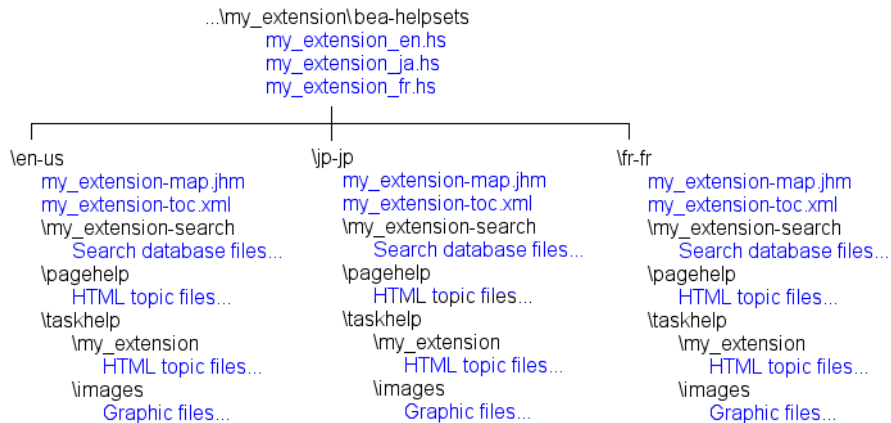 ...\my_extension\bea-helpsets
my_extension_en.hs
my_extension_ja.hs
my_extension_fr.hs
\en-us
my_extension-map.jhm
my_extension-toc.xml
\my_extension-search
Search database files...
\pagehelp
HTML topic files...
\taskhelp
\my_extension
HTML topic files...
\images
Graphic files...
\jp-jp
my_extension-map.jhm
my_extension-toc.xml
\my_extension-search
Search database files...
\pagehelp
HTML topic files...
\taskhelp
\my_extension
HTML topic files...
\images
Graphic files...
\fr-fr
my_extension-map.jhm
my_extension-toc.xml
\my_extension-search
Search database files...
\pagehelp
HTML topic files...
\taskhelp
\my_extension
HTML topic files...
\images
Graphic files...